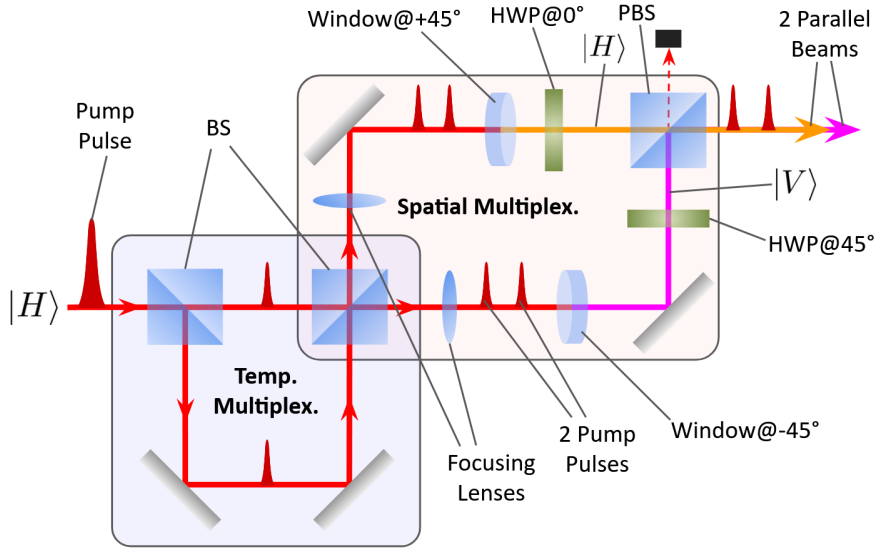 Window@+45°
HWP@0°
PBS
2 Parallel
Beams
|H⟩
Pump
Pulse
BS
|V⟩
Spatial Multiplex.
HWP@45°
|H⟩
Temp.
Multiplex.
Focusing
Lenses
2 Pump
Pulses
Window@-45°